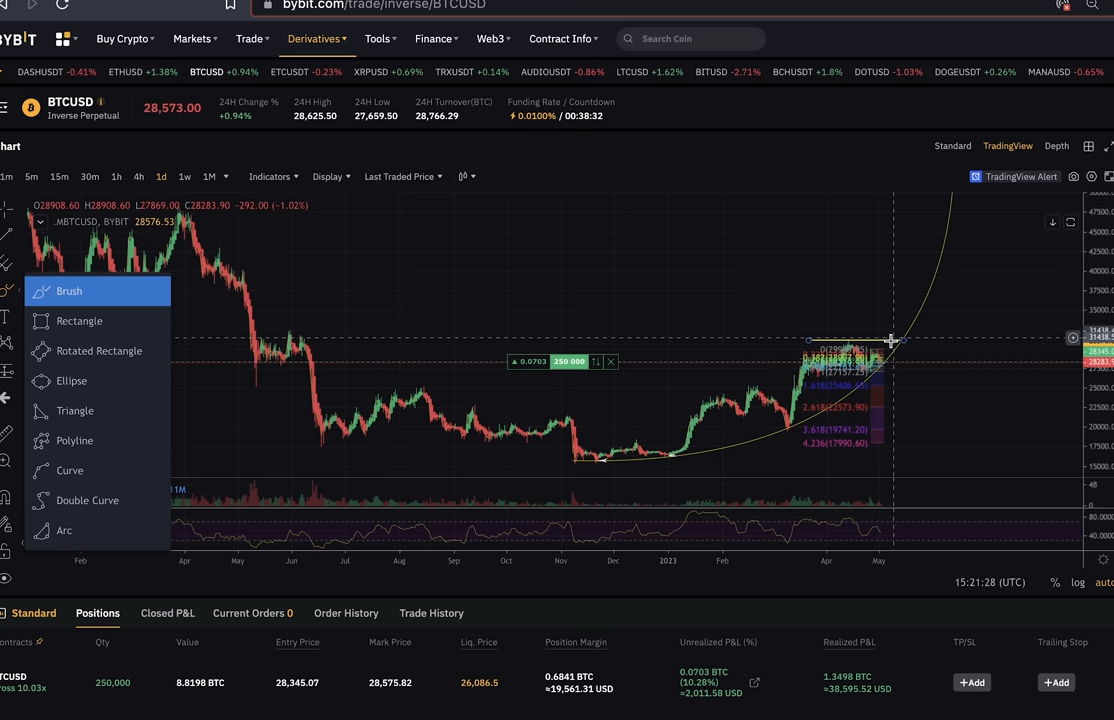 bybit.com/trade/inverse/BTCUSD
BYBIT Buy Crypto Markets Trade Derivatives Tools Finance Web3 Contract Info Search Coin
DASHUSDT -0.41% ETHUSD +1.38% BTCUSD +0.94% ETCUSDT -0.23% XRPUSD +0.69% TRXUSDT +0.14% AUDIOUSDT -0.86% LTCUSD +1.62% BITUSD -2.71% BCHUSDT +1.8% DOTUSD -1.03% DOGEUSDT +0.26% MANAUSD -0.65%
BTCUSD 28,573.00 24H Change % 24H High 24H Low 24H Turnover(BTC) Funding Rate / Countdown
Inverse Perpetual +0.94% 28,625.50 27,659.50 28,766.29 0.0100% / 00:38:32
hart Standard TradingView Depth
1m 5m 15m 30m 1h 4h 1d 1w 1M Indicators Display Last Traded Price TradingView Alert
O28908.60 H28908.60 L27869.00 C28283.90 -292.00 (-1.02%)
.MBTCUSD, BYBIT 28576.53
47500.0
45000.0
42500.0
40000.0
37500.0
35000.0
31438.5
28345.0
28283.9
25000.0
22500.0
20000.0
17500.0
15000.0
0.0703 250 000
1(27157.25)
2.618(22573.90)
3.618(19741.20)
4.236(17990.60)
Brush
Rectangle
Rotated Rectangle
Ellipse
Triangle
Polyline
Curve
Double Curve
Arc
11M
4B
0
80.0000
40.0000
Feb Apr May Jun Jul Aug Sep Oct Nov Dec 2023 Feb Apr May
15:21:28 (UTC) % log auto
Standard Positions Closed P&L Current Orders 0 Order History Trade History
ontracts Qty Value Entry Price Mark Price Liq. Price Position Margin Unrealized P&L (%) Realized P&L TP/SL Trailing Stop
TCUSD
ross 10.03x 250,000 8.8198 BTC 28,345.07 28,575.82 26,086.5 0.6841 BTC
≈19,561.31 USD
0.0703 BTC
(10.28%)
≈2,011.58 USD
1.3498 BTC
≈38,595.52 USD
+Add +Add